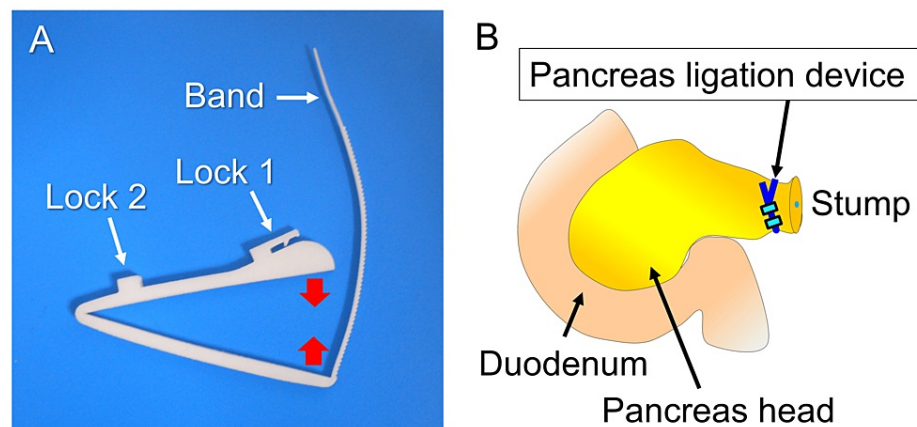 A
Band
Lock 1
Lock 2
B
Pancreas ligation device
Stump
Duodenum
Pancreas head